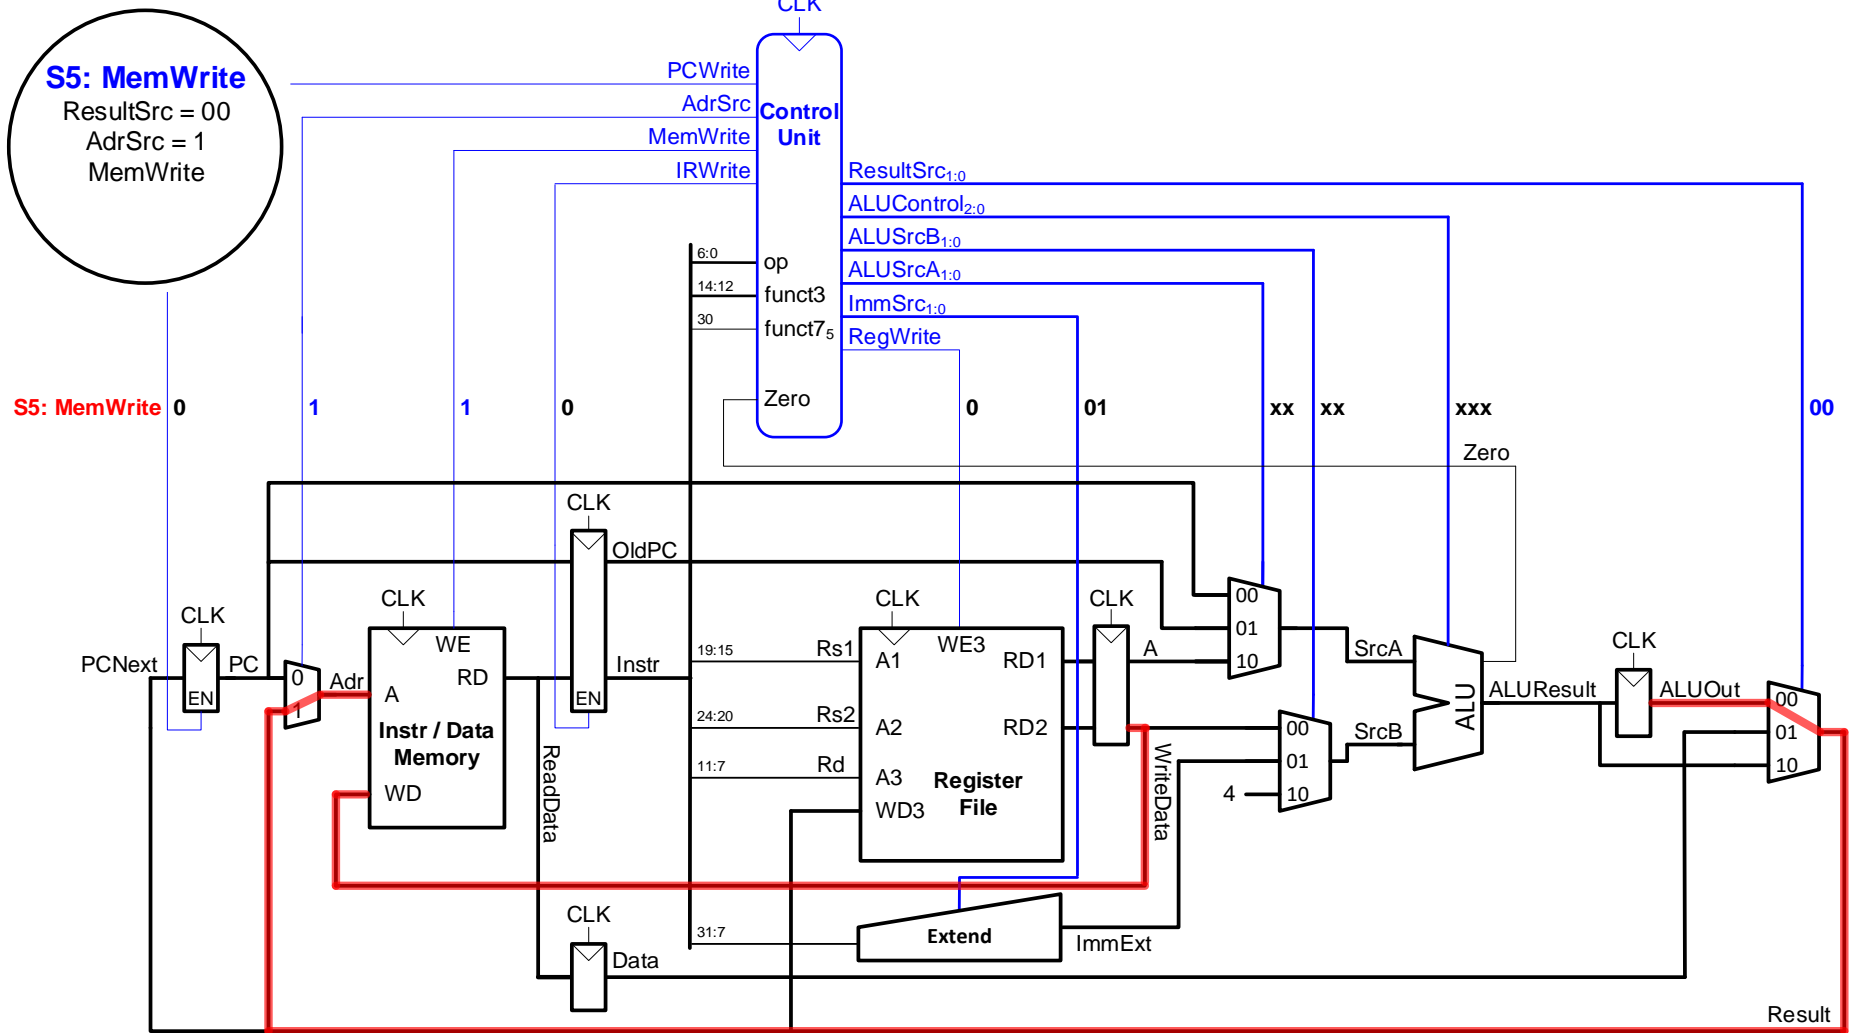 CLK
S5: MemWrite
ResultSrc = 00
AdrSrc = 1
MemWrite
PCWrite
AdrSrc
MemWrite
IRWrite
Control
Unit
ResultSrc1:0
ALUControl2:0
ALUSrcB1:0
ALUSrcA1:0
ImmSrc1:0
RegWrite
6:0
op
14:12
funct3
30
funct75
Zero
S5: MemWrite 0 1 1 0 0 01 xx xx xxx 00
Zero
CLK
OldPC
CLK
CLK
CLK
CLK
CLK
PCNext
EN
PC
0
1
Adr
WE
A
RD
Instr / Data
Memory
WD
EN
Instr
ReadData
19:15
Rs1
24:20
Rs2
11:7
Rd
31:7
A1
WE3
RD1
A2
RD2
A3
Register
File
WD3
A
WriteData
00
01
10
00
01
4
10
SrcA
SrcB
ALU
ALUResult
ALUOut
00
01
10
Extend
ImmExt
CLK
Data
Result